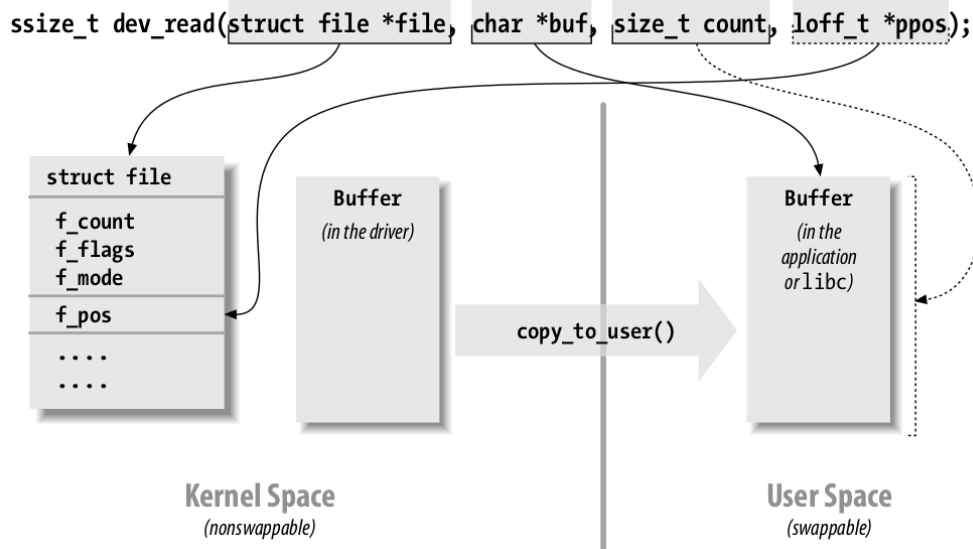 ssize_t dev_read(struct file *file, char *buf, size_t count, loff_t *ppos);
struct file
f_count
f_flags
f_mode
f_pos
....
....
Buffer
(in the driver)
copy_to_user()
Buffer
(in the
application
or libc)
Kernel Space
(nonswappable)
User Space
(swappable)